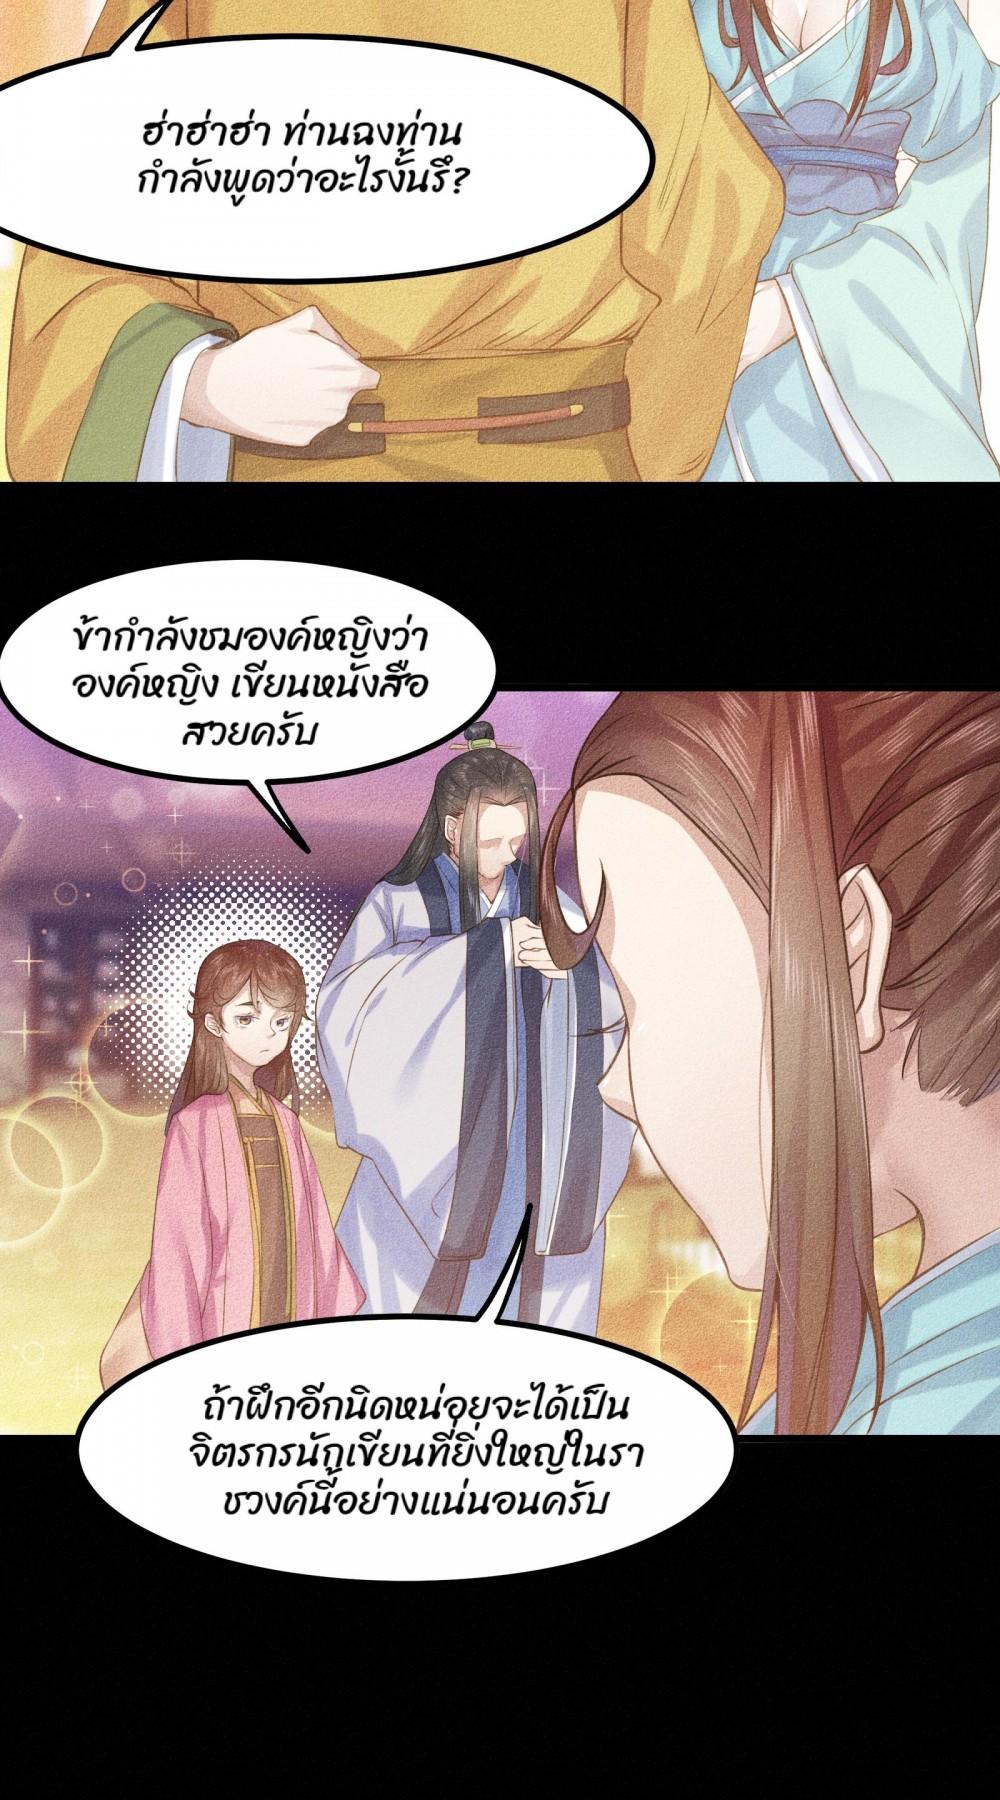 ฮ่าฮ่าฮ่า ท่านฉงท่าน
กำลังพูดว่าอะไรงั้นรึ?
ข้ากำลังชมองค์หญิงว่า
องค์หญิง เขียนหนังสือ
สวยครับ
ถ้าฝึกอีกนิดหน่อยจะได้เป็น
จิตรกรนักเขียนที่ยิ่งใหญ่ในรา
ชวงค์นี้อย่างแน่นอนครับ